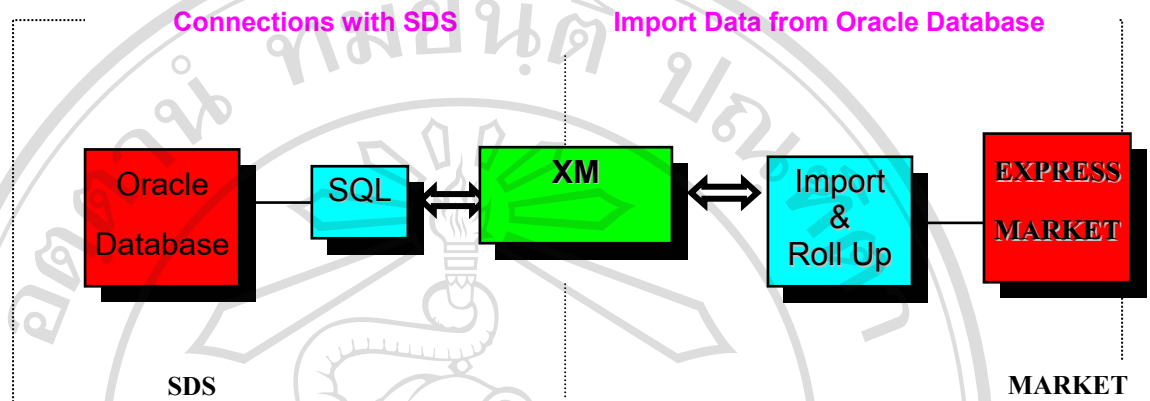 Connections with SDS
Import Data from Oracle Database
Oracle
Database
SQL
XM
Import
&
Roll Up
EXPRESS
MARKET
SDS
MARKET